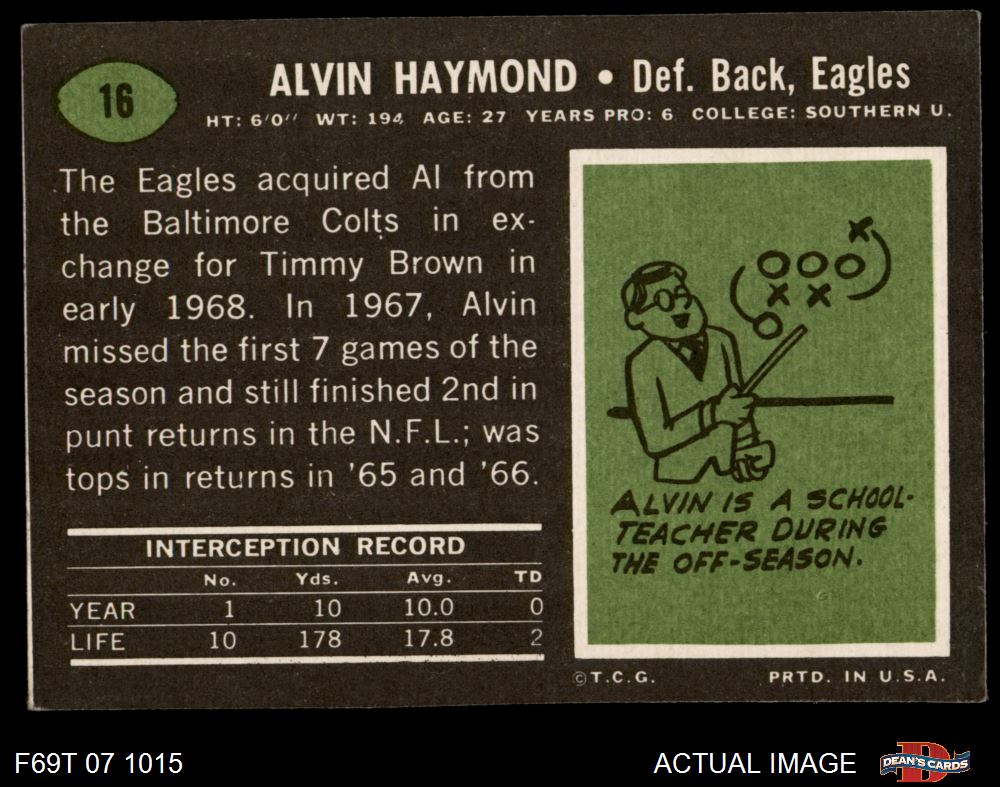 16
ALVIN HAYMOND • Def. Back, Eagles
HT: 6'0'' WT: 194 AGE: 27 YEARS PRO: 6 COLLEGE: SOUTHERN U.
The Eagles acquired Al from
the Baltimore Colts in ex-
change for Timmy Brown in
early 1968. In 1967, Alvin
missed the first 7 games of the
season and still finished 2nd in
punt returns in the N.F.L.; was
tops in returns in '65 and '66.
INTERCEPTION RECORD
No. Yds. Avg. TD
YEAR 1 10 10.0 0
LIFE 10 178 17.8 2
ALVIN IS A SCHOOL-
TEACHER DURING
THE OFF-SEASON.
©T.C.G. PRTD. IN U.S.A.
F69T 07 1015 ACTUAL IMAGE DEAN'S CARDS